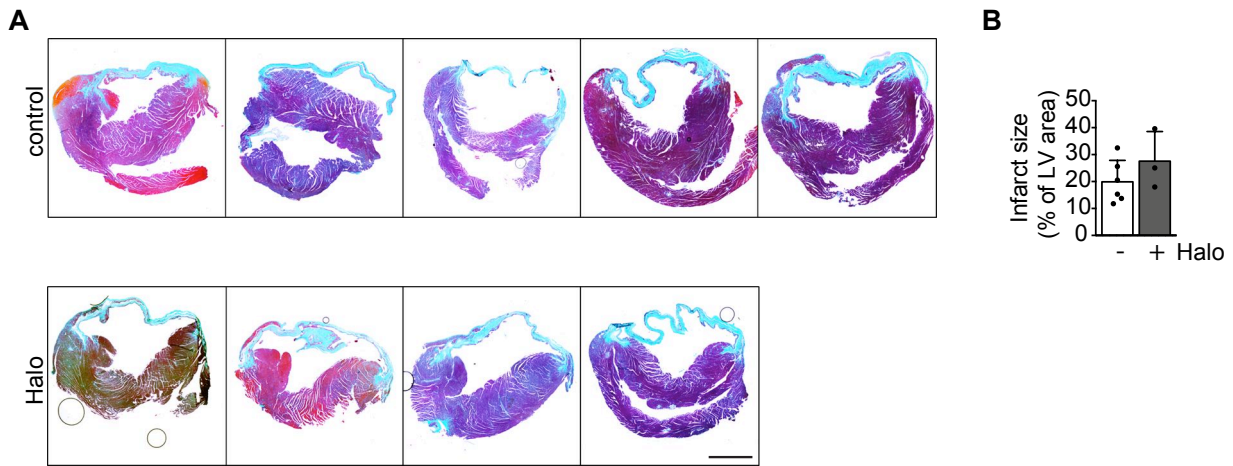 A
control
Halo
B
Infarct size
(% of LV area)
50
40
30
20
10
0
- + Halo